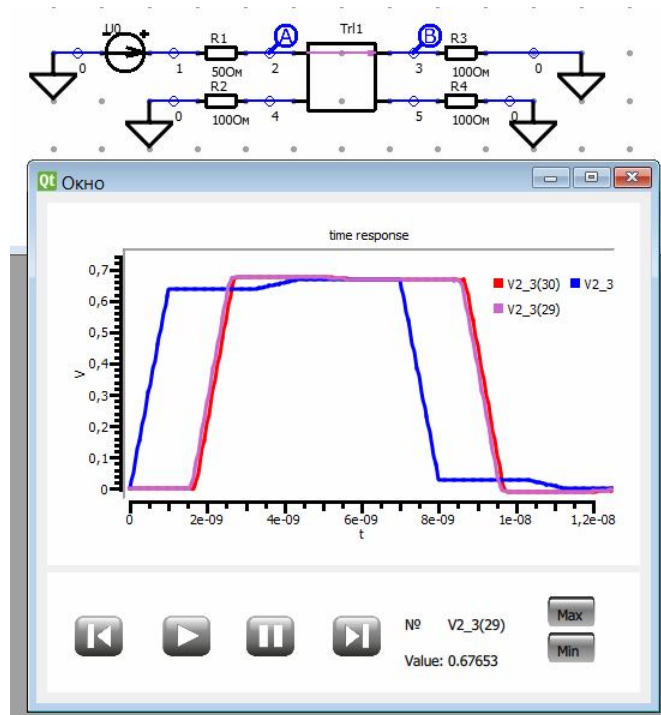 U0 R1 A Trl1 B R3
0 1 50Ом 2 3 100Ом 0
R2 R4
0 100Ом 4 5 100Ом 0
Qt Окно
time response
0,7
0,6
0,5
0,4
0,3
0,2
0,1
0
V
V2_3(30) V2_3
V2_3(29)
0 2e-09 4e-09 6e-09 8e-09 1e-08 1,2e-08
t
№ V2_3(29)
Value: 0.67653
Max
Min